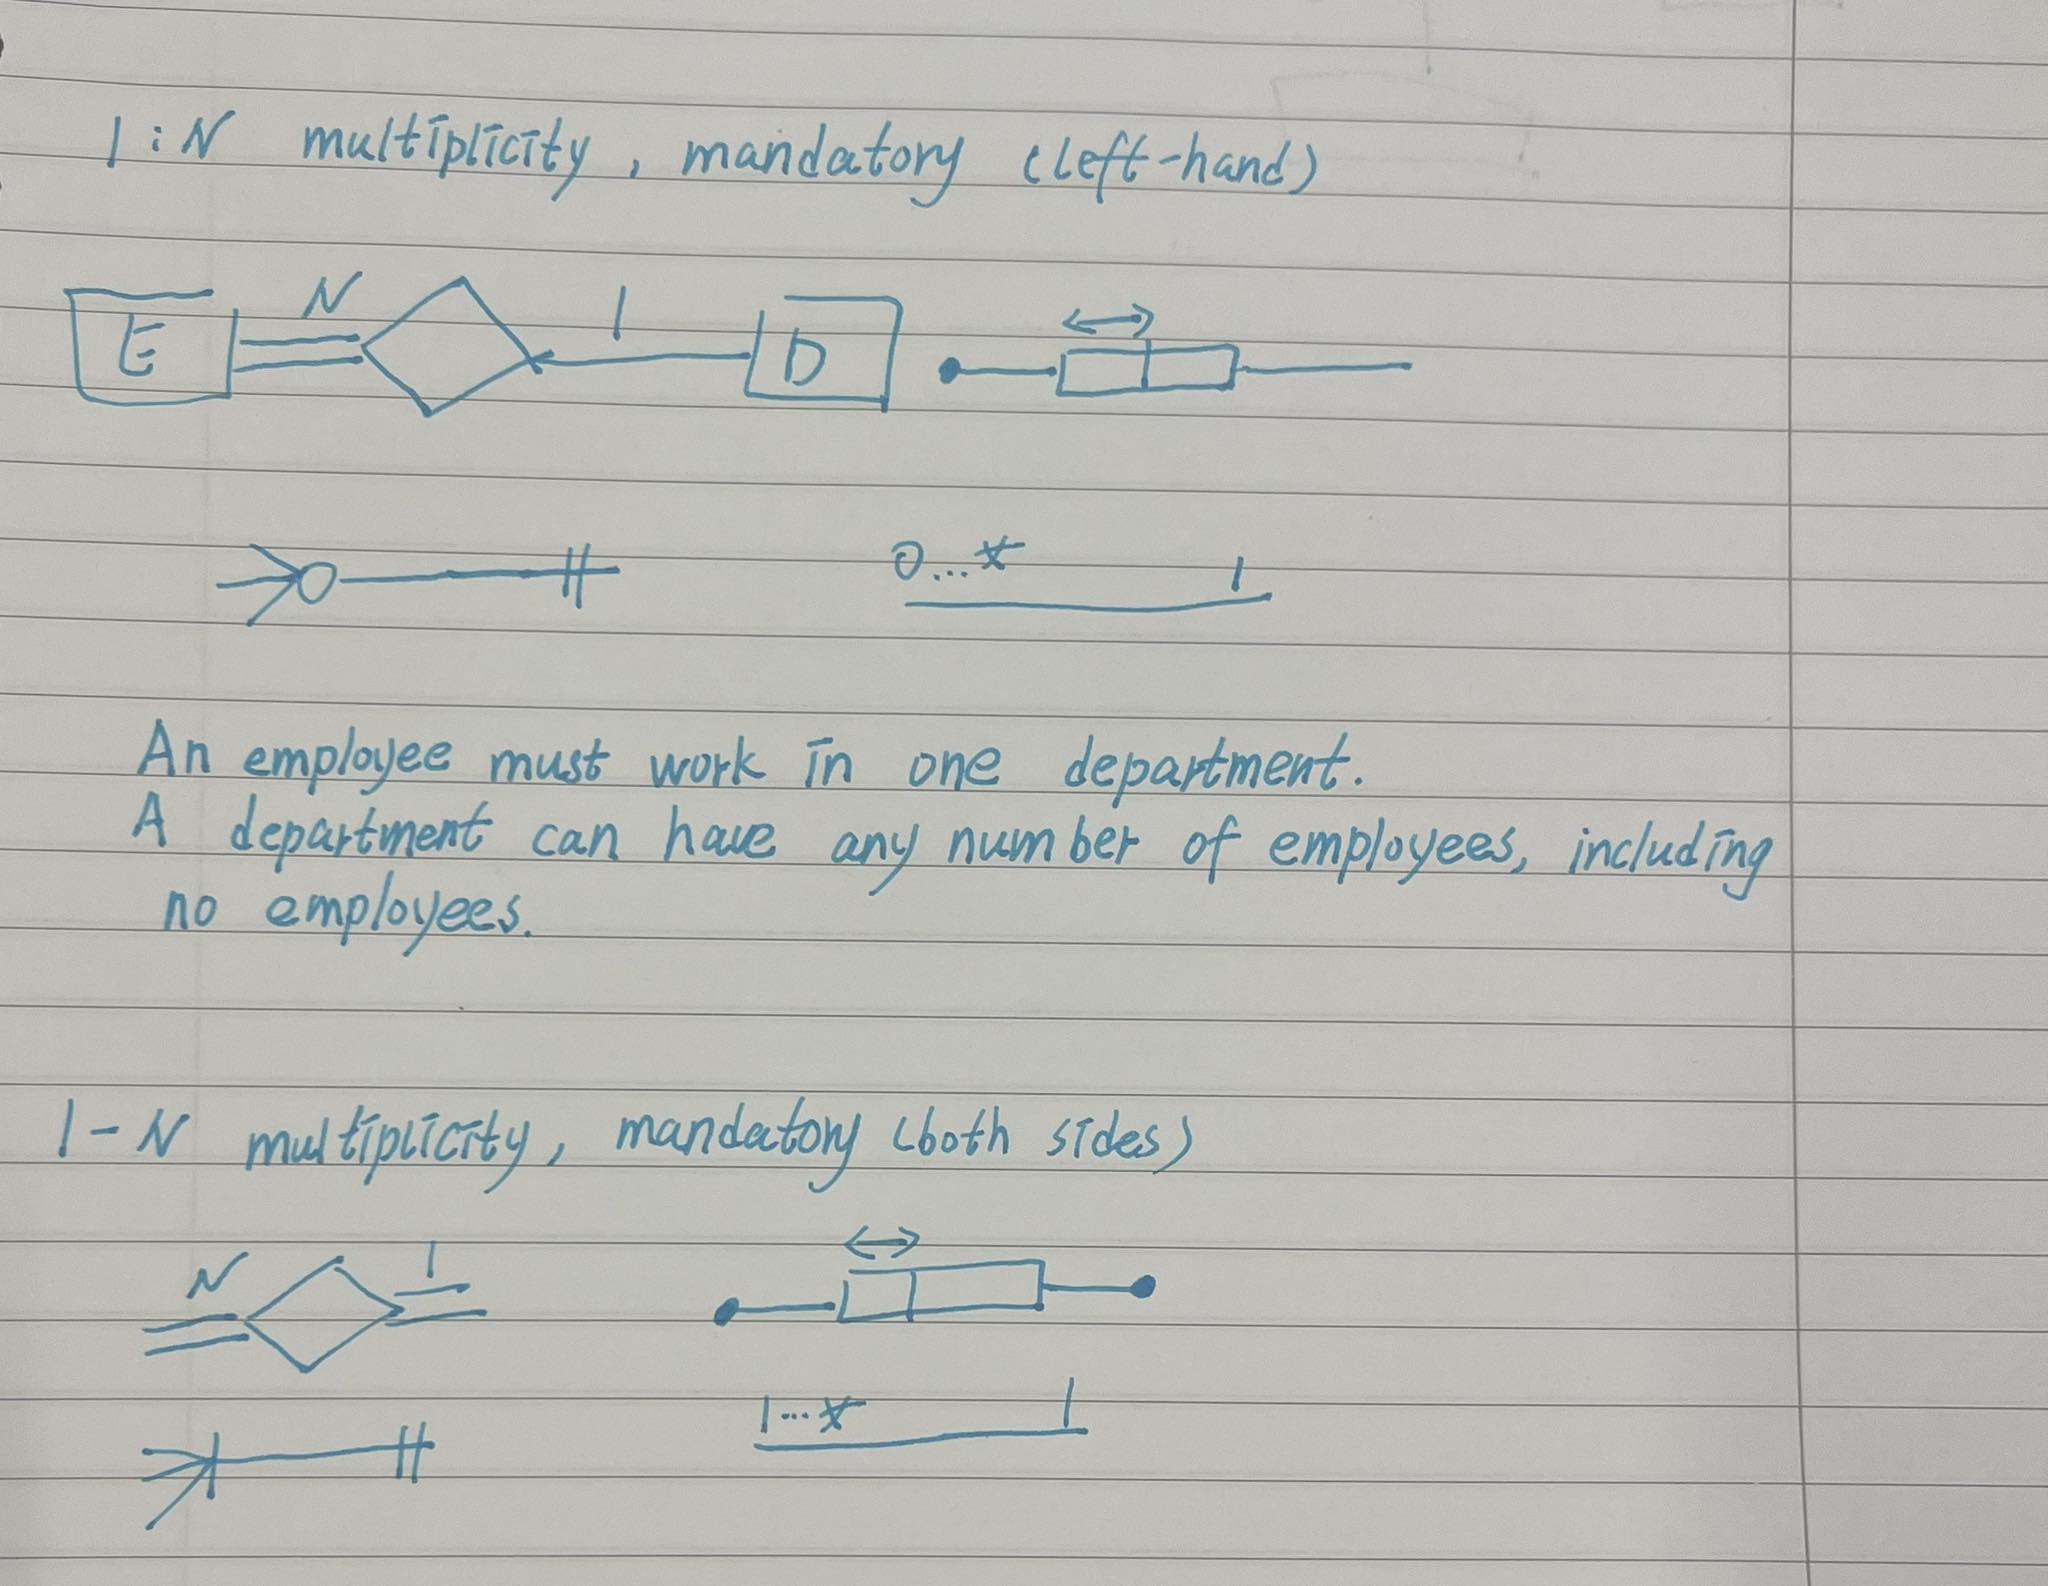 1:N multiplicity, mandatory (left-hand)
E N 1 D
0...* 1
An employee must work in one department.
A department can have any number of employees, including
no employees.
1-N multiplicity, mandatory (both sides)
N 1
1...* 1